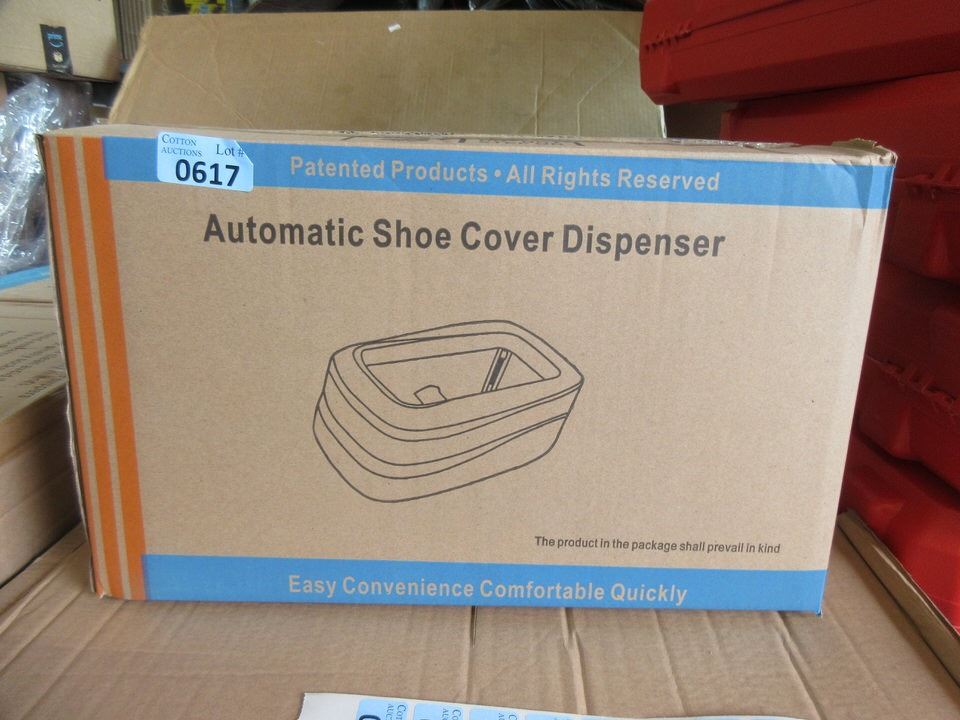 prime
COTTON
AUCTIONS Lot #
0617
Patented Products • All Rights Reserved
Automatic Shoe Cover Dispenser
The product in the package shall prevail in kind
Easy Convenience Comfortable Quickly